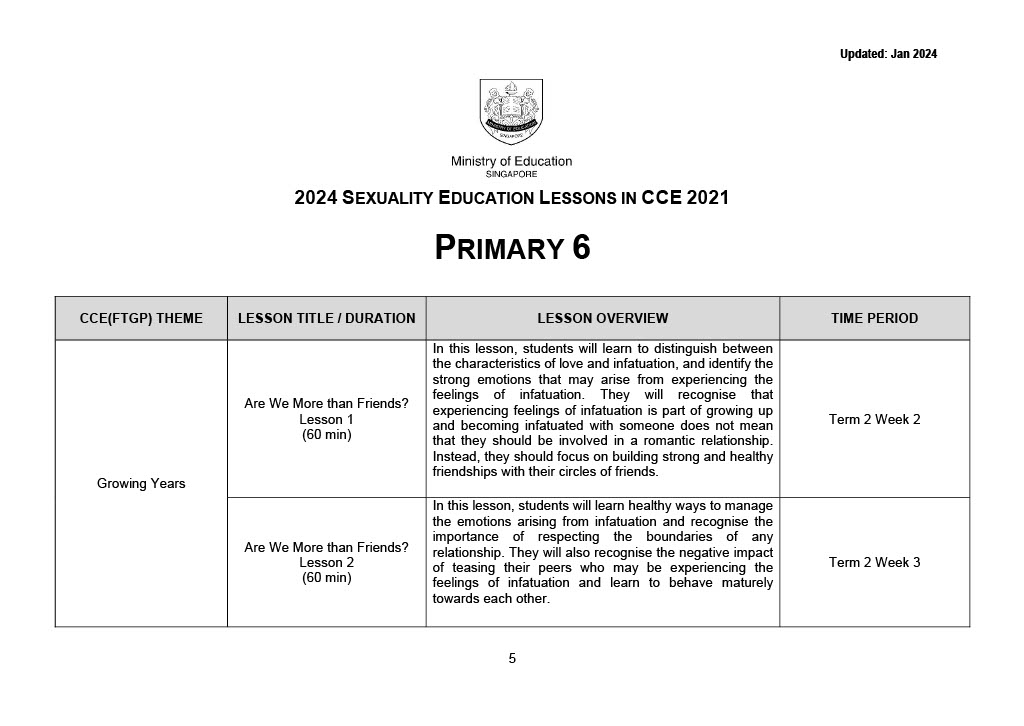 Updated: Jan 2024
MINISTRY OF EDUCATION
SINGAPORE
Ministry of Education
SINGAPORE
2024 SEXUALITY EDUCATION LESSONS IN CCE 2021
PRIMARY 6
CCE(FTGP) THEME
LESSON TITLE / DURATION
LESSON OVERVIEW
TIME PERIOD
Growing Years
Are We More than Friends?
Lesson 1
(60 min)
In this lesson, students will learn to distinguish between
the characteristics of love and infatuation, and identify the
strong emotions that may arise from experiencing the
feelings of infatuation. They will recognise that
experiencing feelings of infatuation is part of growing up
and becoming infatuated with someone does not mean
that they should be involved in a romantic relationship.
Instead, they should focus on building strong and healthy
friendships with their circles of friends.
Term 2 Week 2
Are We More than Friends?
Lesson 2
(60 min)
In this lesson, students will learn healthy ways to manage
the emotions arising from infatuation and recognise the
importance of respecting the boundaries of any
relationship. They will also recognise the negative impact
of teasing their peers who may be experiencing the
feelings of infatuation and learn to behave maturely
towards each other.
Term 2 Week 3
5